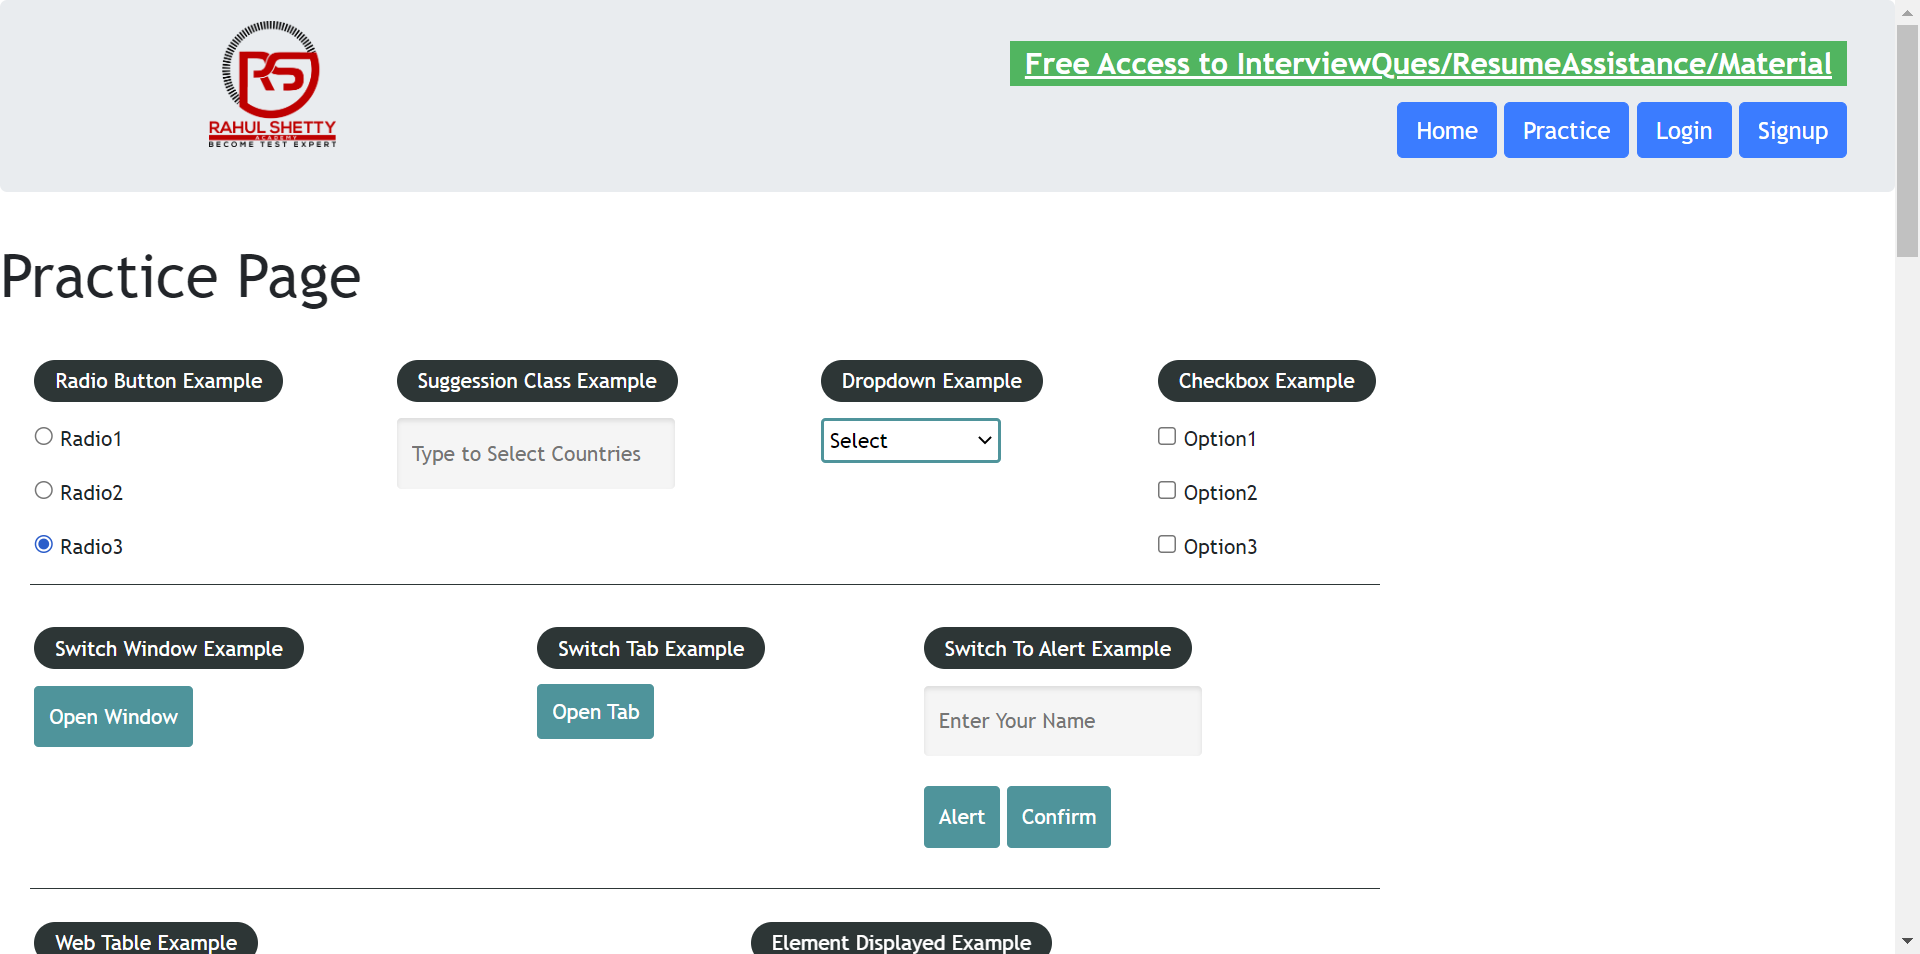 RAHUL SHETTY
ACADEMY
BECOME TEST EXPERT
Free Access to InterviewQues/ResumeAssistance/Material
Home Practice Login Signup
Practice Page
Radio Button Example
Radio1
Radio2
Radio3
Suggession Class Example
Type to Select Countries
Dropdown Example
Select
Checkbox Example
Option1
Option2
Option3
Switch Window Example
Open Window
Switch Tab Example
Open Tab
Switch To Alert Example
Enter Your Name
Alert Confirm
Web Table Example
Element Displayed Example